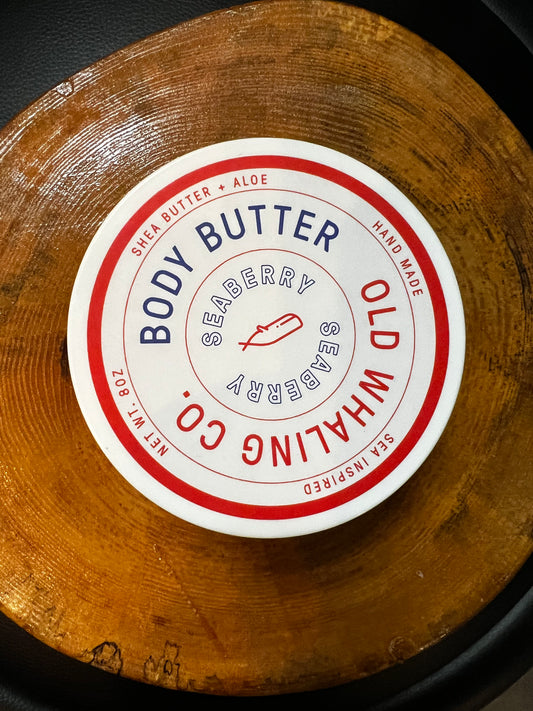 SHEA BUTTER + ALOE
HAND MADE
BODY BUTTER
SEABERRY
SEABERRY
OLD WHALING CO.
NET WT. 8OZ
SEA INSPIRED